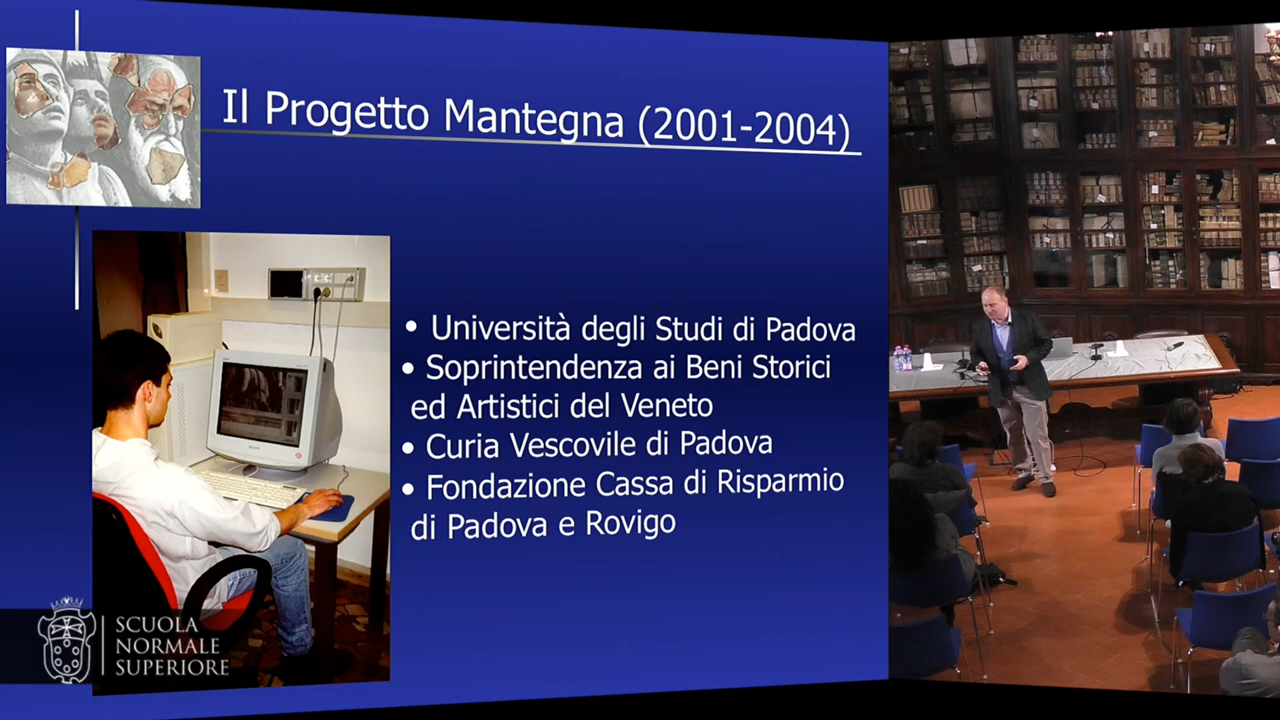 Il Progetto Mantegna (2001-2004)
• Università degli Studi di Padova
• Soprintendenza ai Beni Storici
ed Artistici del Veneto
• Curia Vescovile di Padova
• Fondazione Cassa di Risparmio
di Padova e Rovigo
SCUOLA
NORMALE
SUPERIORE